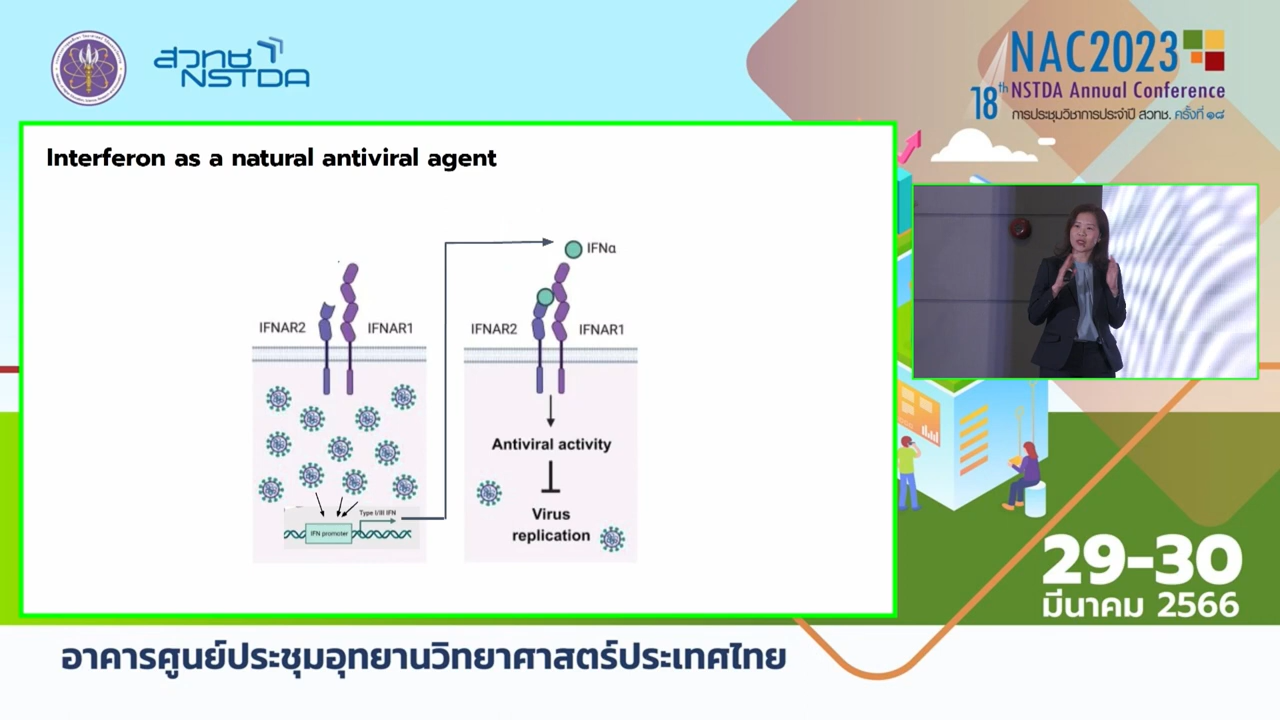 สวทช
NSTDA
NAC2023
18th NSTDA Annual Conference
การประชุมวิชาการประจำปี สวทช. ครั้งที่ ๑๘
Interferon as a natural antiviral agent
IFNα
IFNAR2
IFNAR1
IFNAR2
IFNAR1
Antiviral activity
Virus
replication
Type I/III IFN
IFN promoter
29-30
มีนาคม 2566
อาคารศูนย์ประชุมอุทยานวิทยาศาสตร์ประเทศไทย